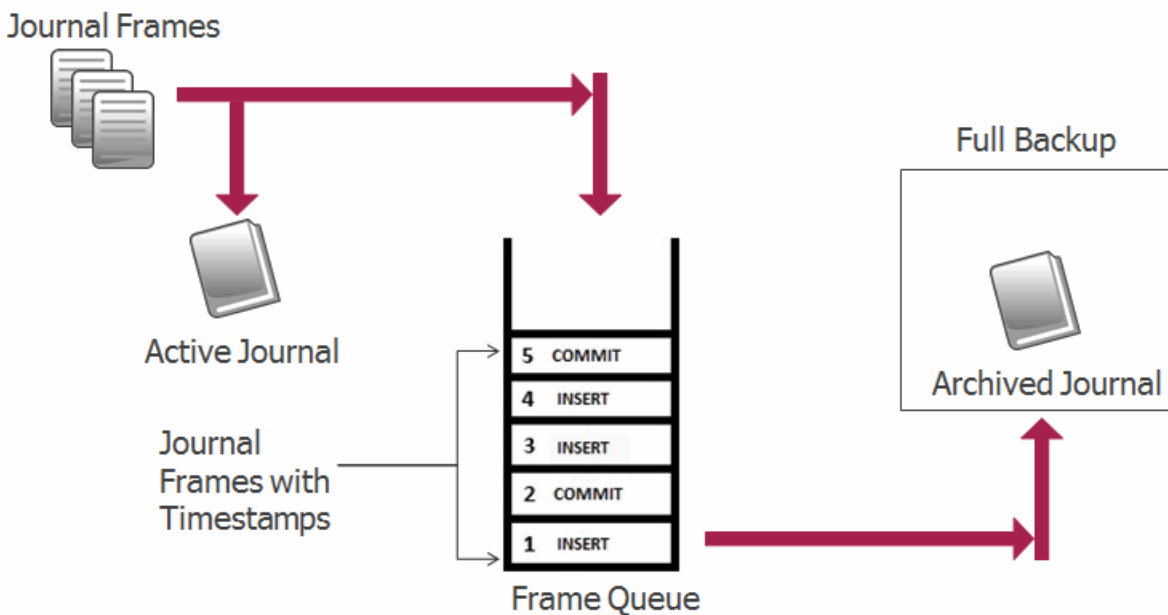 Journal Frames
Full Backup
Active Journal
Archived Journal
5 COMMIT
4 INSERT
3 INSERT
2 COMMIT
1 INSERT
Journal
Frames with
Timestamps
Frame Queue